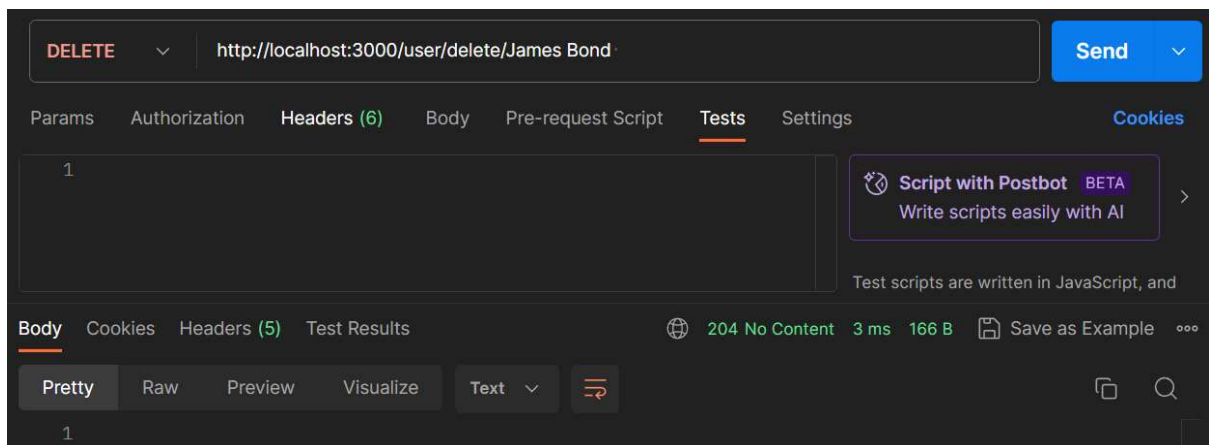 DELETE http://localhost:3000/user/delete/James Bond Send
Params Authorization Headers (6) Body Pre-request Script Tests Settings Cookies
1
Script with Postbot BETA
Write scripts easily with AI
Test scripts are written in JavaScript, and
Body Cookies Headers (5) Test Results 204 No Content 3 ms 166 B Save as Example
Pretty Raw Preview Visualize Text
1